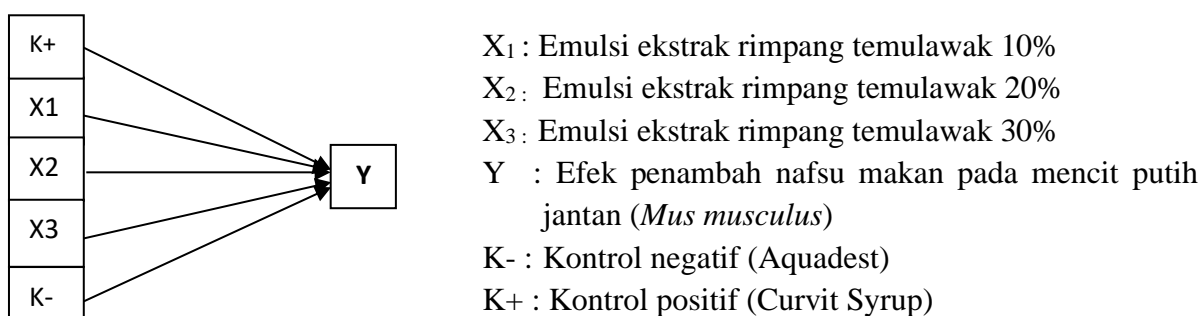 K+
X1
X2
X3
K-
Y
X1 : Emulsi ekstrak rimpang temulawak 10%
X2 : Emulsi ekstrak rimpang temulawak 20%
X3 : Emulsi ekstrak rimpang temulawak 30%
Y : Efek penambah nafsu makan pada mencit putih
jantan (Mus musculus)
K- : Kontrol negatif (Aquadest)
K+ : Kontrol positif (Curvit Syrup)